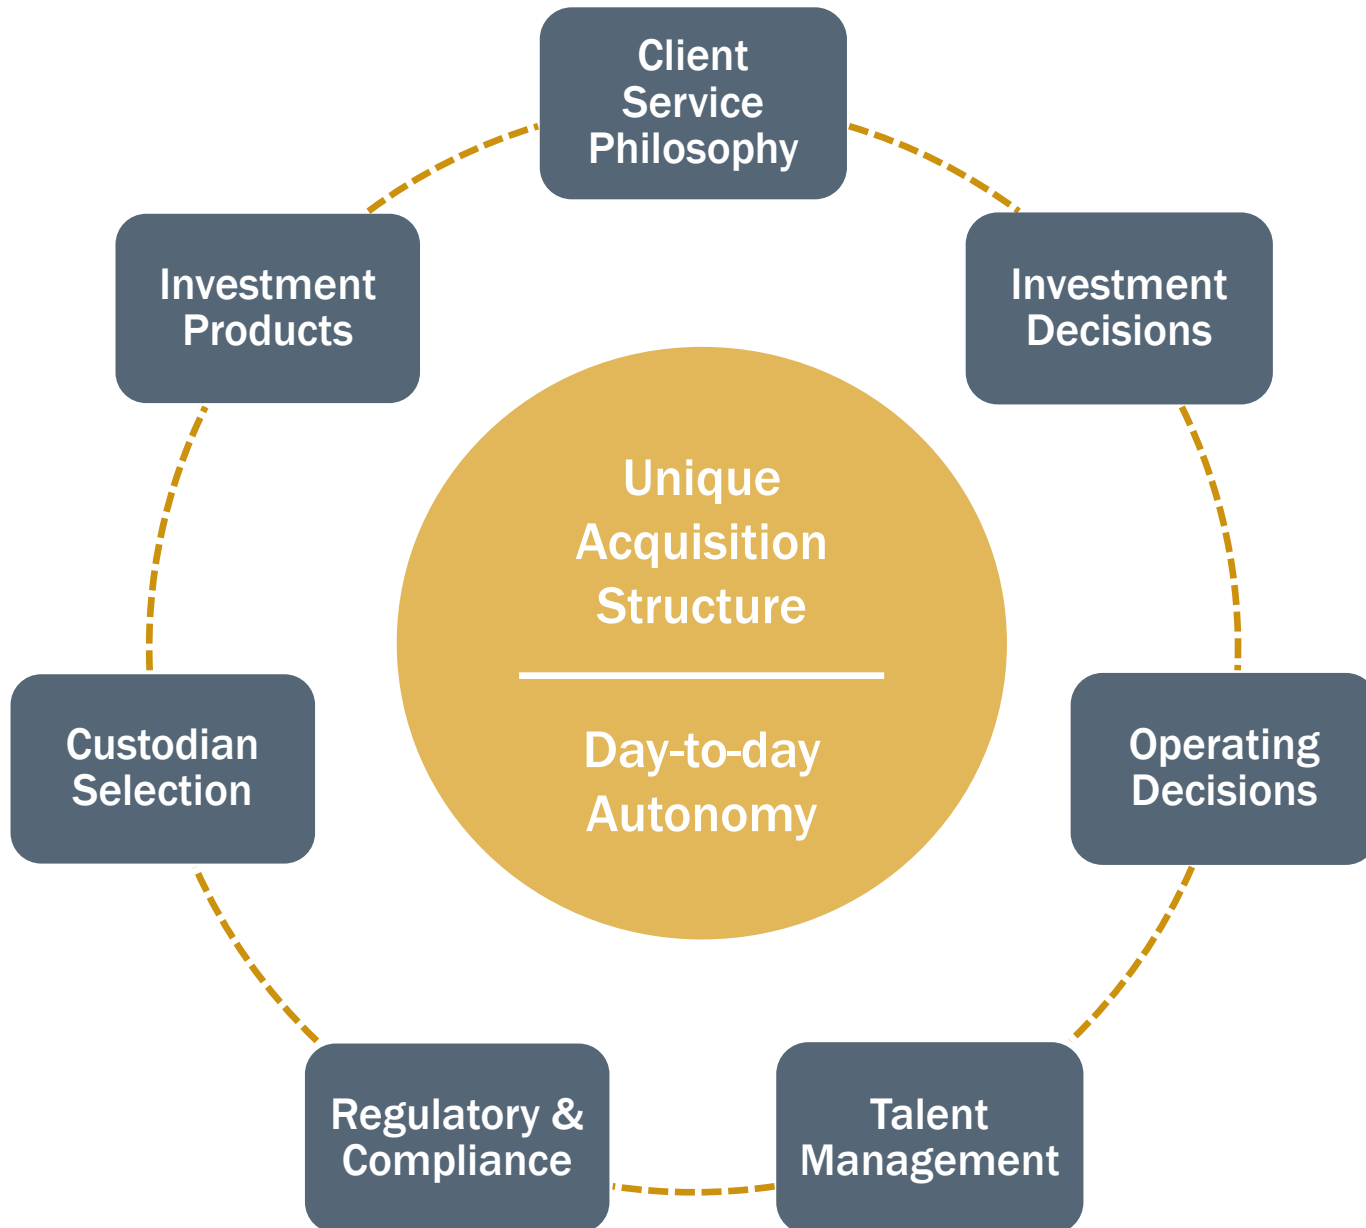 Client
Service
Philosophy
Investment
Decisions
Operating
Decisions
Talent
Management
Regulatory &
Compliance
Custodian
Selection
Investment
Products
Unique
Acquisition
Structure
Day-to-day
Autonomy